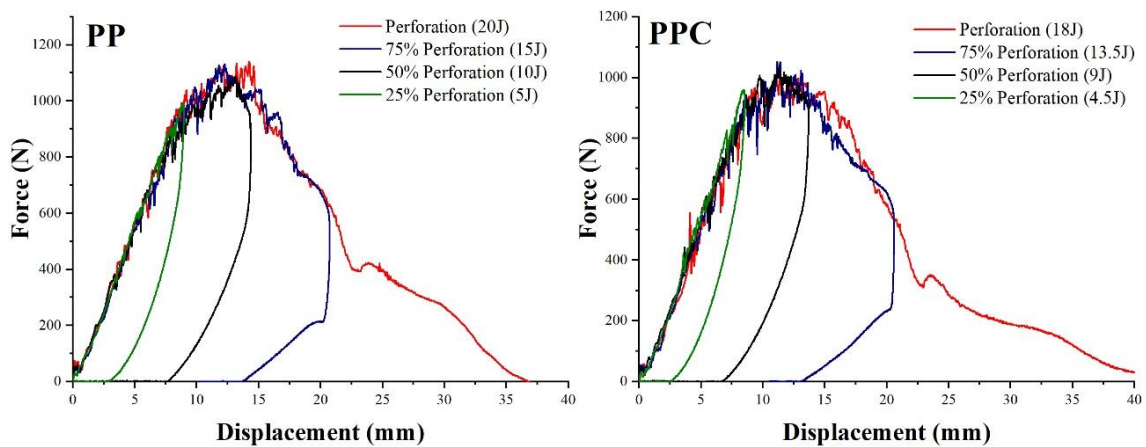 PP
Perforation (20J)
75% Perforation (15J)
50% Perforation (10J)
25% Perforation (5J)
Force (N)
1200
1000
800
600
400
200
0
0 5 10 15 20 25 30 35 40
Displacement (mm)
PPC
Perforation (18J)
75% Perforation (13.5J)
50% Perforation (9J)
25% Perforation (4.5J)
Force (N)
1200
1000
800
600
400
200
0
0 5 10 15 20 25 30 35 40
Displacement (mm)